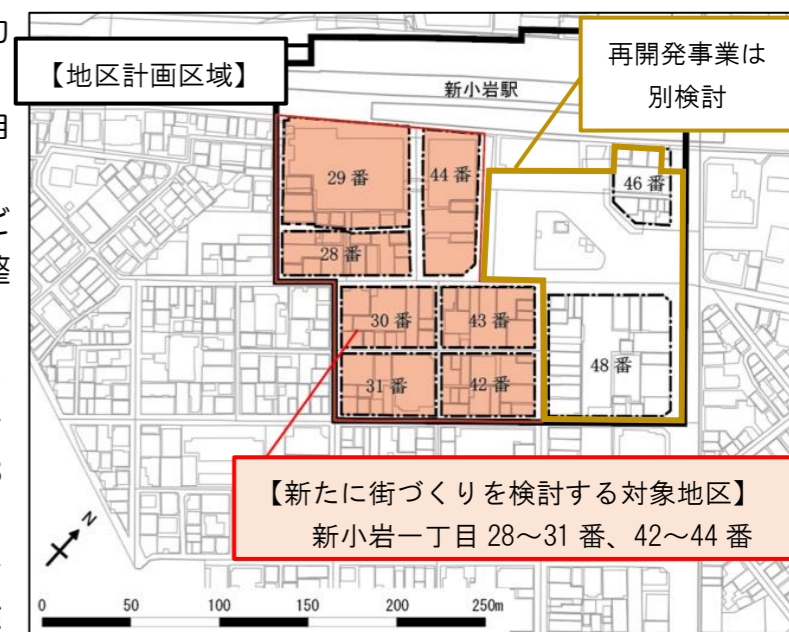 【地区計画区域】
再開発事業は
別検討
新小岩駅
29 番
44 番
46 番
28 番
30 番
43 番
48 番
31 番
42 番
【新たに街づくりを検討する対象地区】
新小岩一丁目 28～31 番、42～44 番
N
0 50 100 150 200 250m